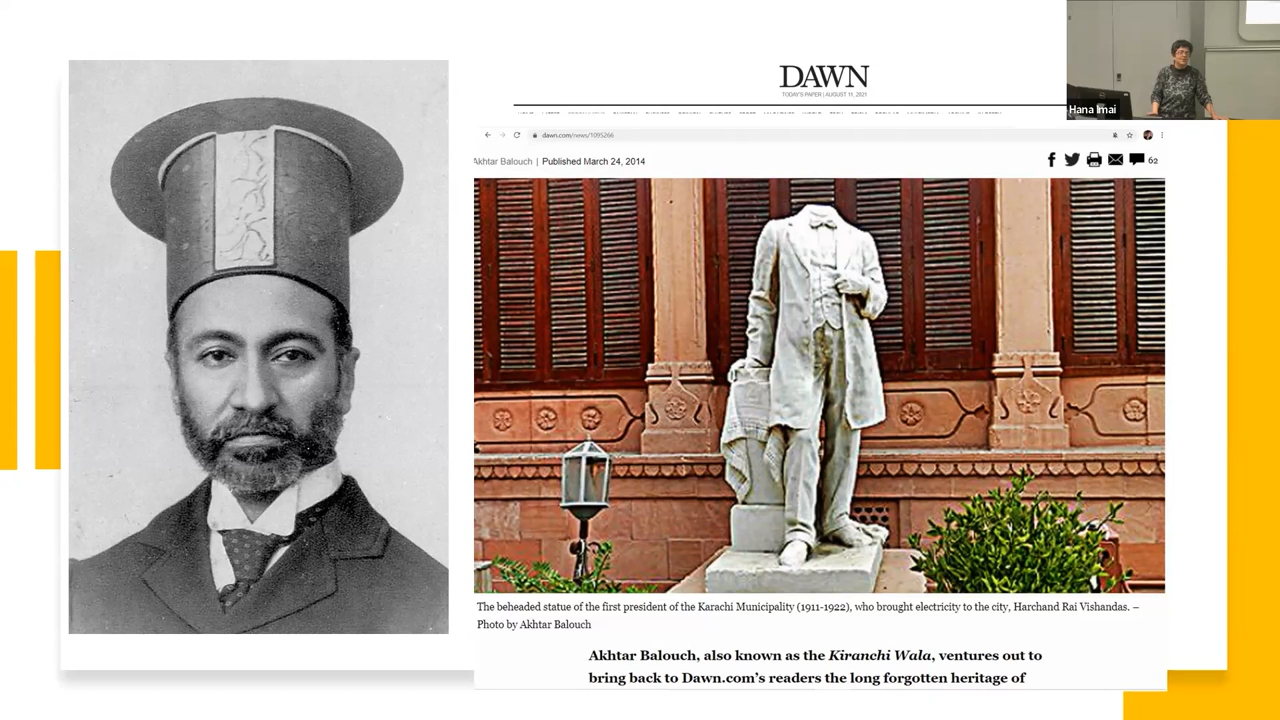 DAWN
TODAY'S PAPER | AUGUST 11, 2021
Hana Imai
dawn.com/news/1095266
Akhtar Balouch | Published March 24, 2014
62
The beheaded statue of the first president of the Karachi Municipality (1911-1922), who brought electricity to the city, Harchand Rai Vishandas. –
Photo by Akhtar Balouch
Akhtar Balouch, also known as the Kiranchi Wala, ventures out to
bring back to Dawn.com's readers the long forgotten heritage of